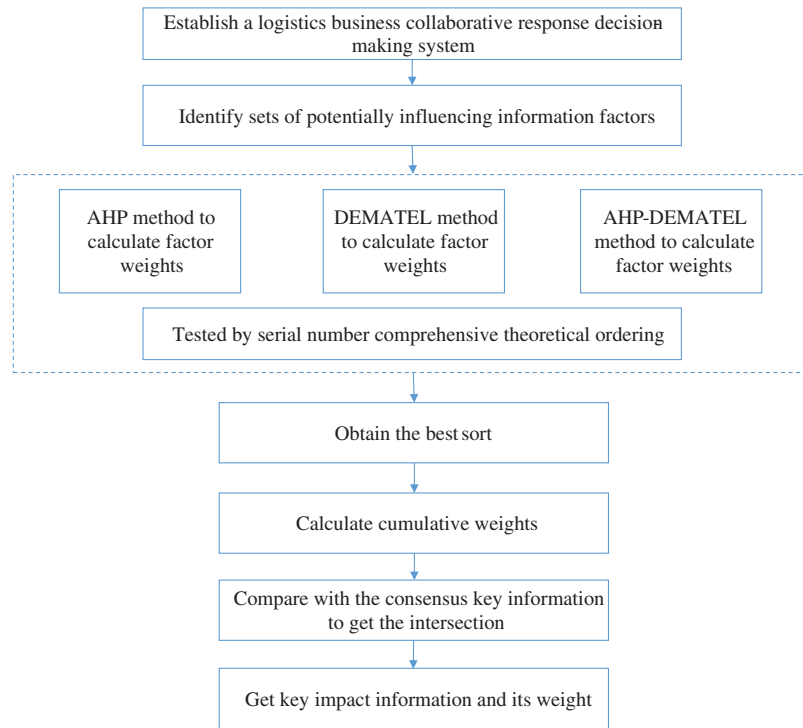 Establish a logistics business collaborative response decision-
making system
Identify sets of potentially influencing information factors
AHP method to
calculate factor
weights
DEMATEL method
to calculate factor
weights
AHP-DEMATEL
method to calculate
factor weights
Tested by serial number comprehensive theoretical ordering
Obtain the best sort
Calculate cumulative weights
Compare with the consensus key information
to get the intersection
Get key impact information and its weight